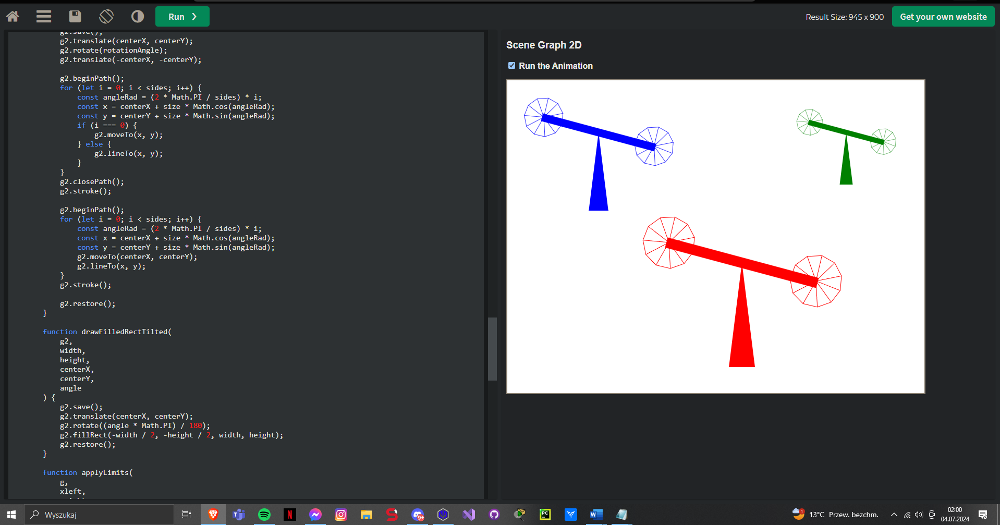 Run ❯
Result Size: 945 x 900
Get your own website
g2.save();
g2.translate(centerX, centerY);
g2.rotate(rotationAngle);
g2.translate(-centerX, -centerY);
g2.beginPath();
for (let i = 0; i < sides; i++) {
const angleRad = (2 * Math.PI / sides) * i;
const x = centerX + size * Math.cos(angleRad);
const y = centerY + size * Math.sin(angleRad);
if (i === 0) {
g2.moveTo(x, y);
} else {
g2.lineTo(x, y);
}
}
g2.closePath();
g2.stroke();
g2.beginPath();
for (let i = 0; i < sides; i++) {
const angleRad = (2 * Math.PI / sides) * i;
const x = centerX + size * Math.cos(angleRad);
const y = centerY + size * Math.sin(angleRad);
g2.moveTo(centerX, centerY);
g2.lineTo(x, y);
}
g2.stroke();
g2.restore();
}
function drawFilledRectTilted(
g2,
width,
height,
centerX,
centerY,
angle
) {
g2.save();
g2.translate(centerX, centerY);
g2.rotate((angle * Math.PI) / 180);
g2.fillRect(-width / 2, -height / 2, width, height);
g2.restore();
}
function applyLimits(
g,
xleft,
Scene Graph 2D
Run the Animation
Wyszukaj
13°C Przew. bezchm.
02:00
04.07.2024